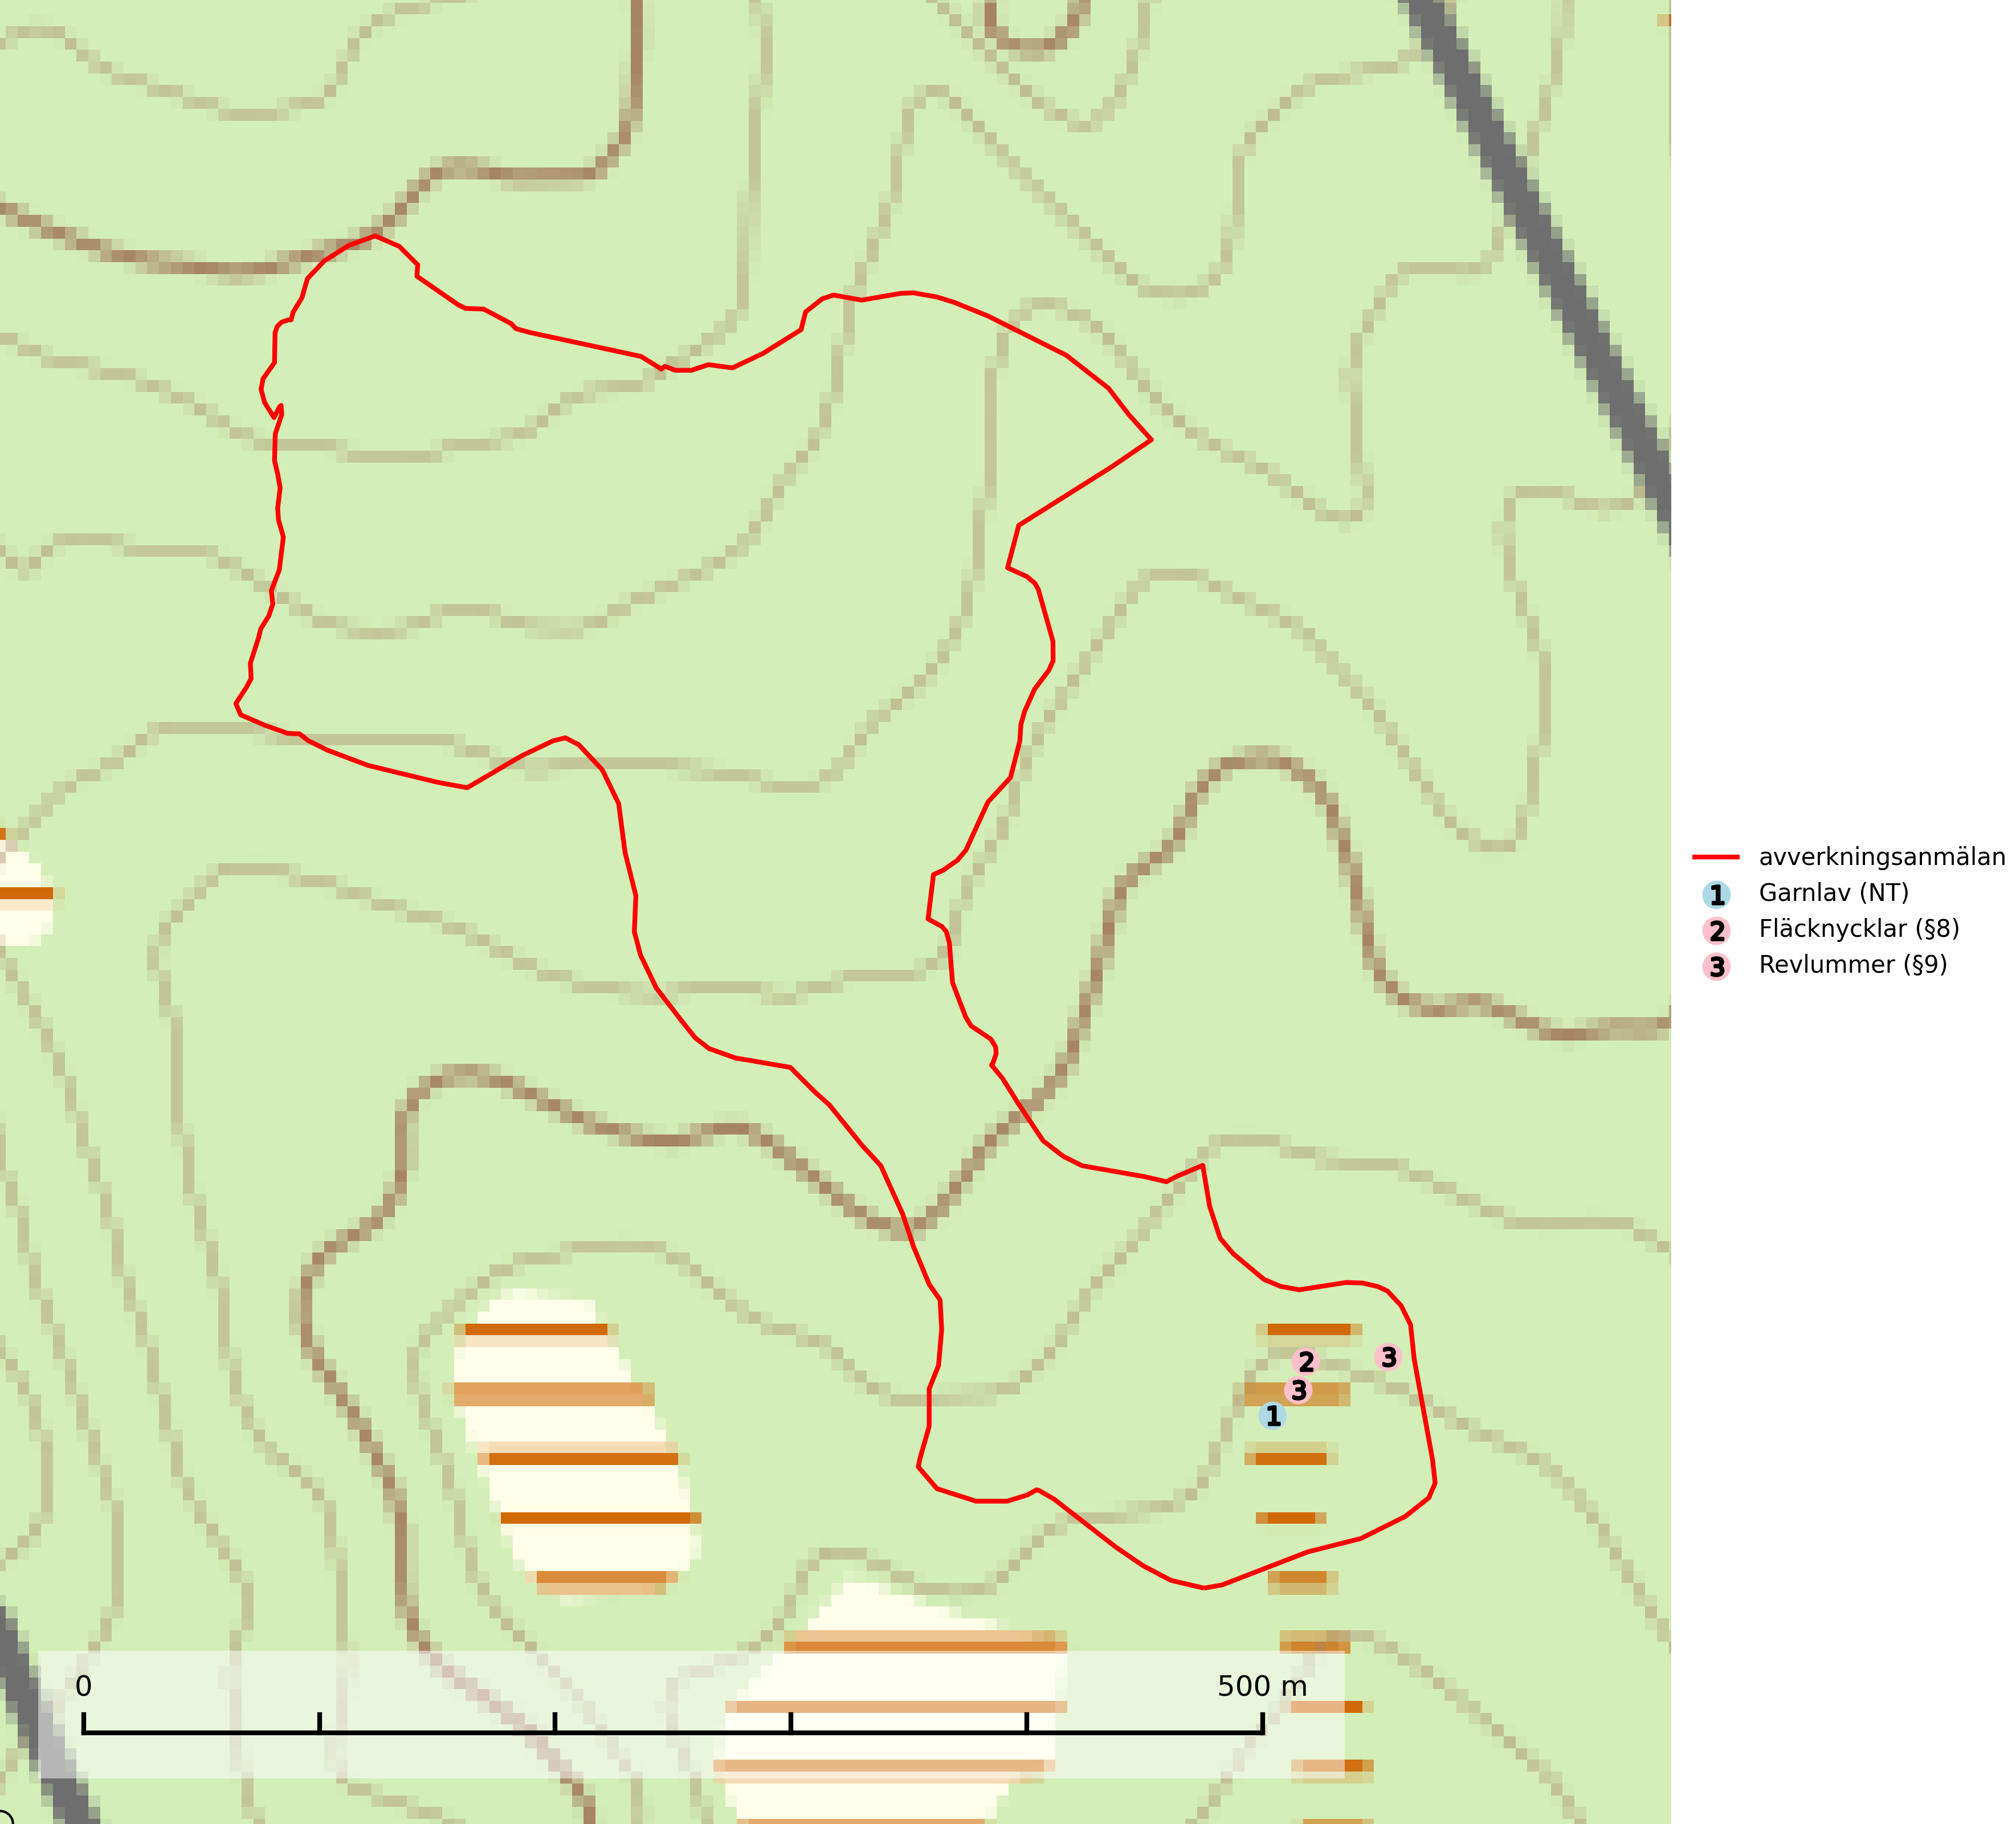 avverkningsanmälan
1 Garnlav (NT)
2 Fläcknycklar (§8)
3 Revlummer (§9)
2
3
3
1
0
500 m